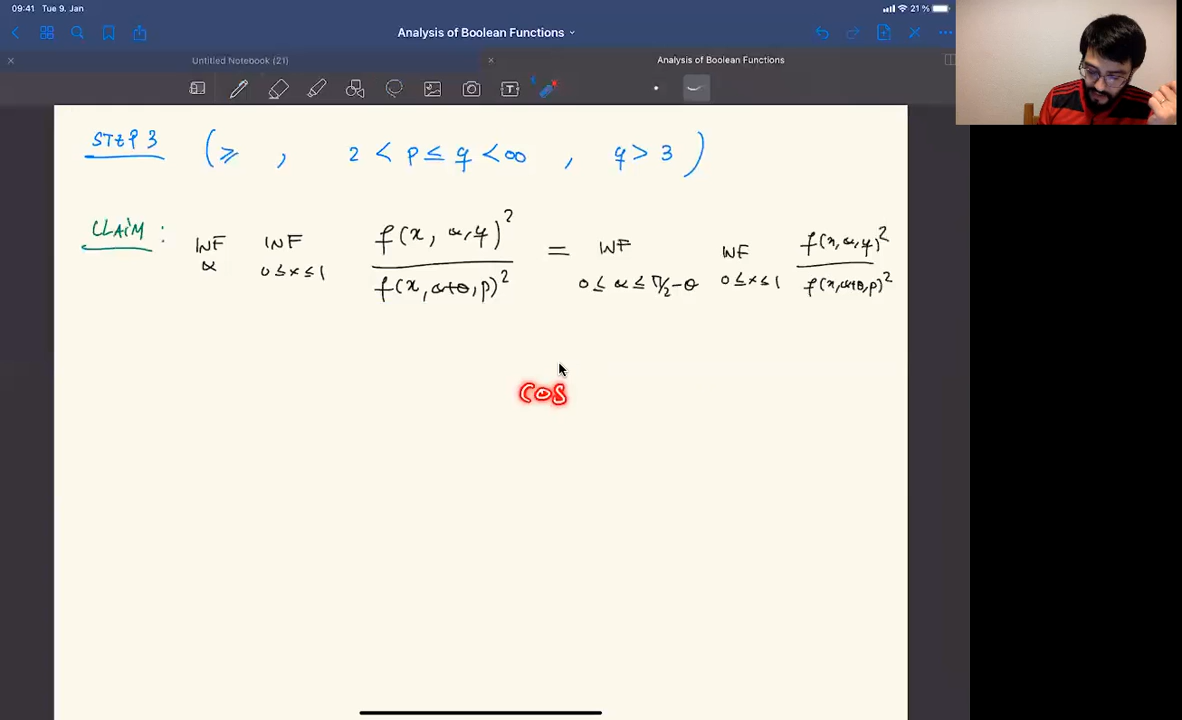 09:41 Tue 9. Jan
21 %
Analysis of Boolean Functions
Untitled Notebook (21)
Analysis of Boolean Functions
STEP 3 (≥ , 2 < p ≤ q < ∞ , q > 3 )
CLAIM : INF α INF 0≤x≤1 f(x, α, q)² / f(x, α+θ, p)² = INF 0≤α≤π/2-θ INF 0≤x≤1 f(x, α, q)² / f(x, α+θ, p)²
COS